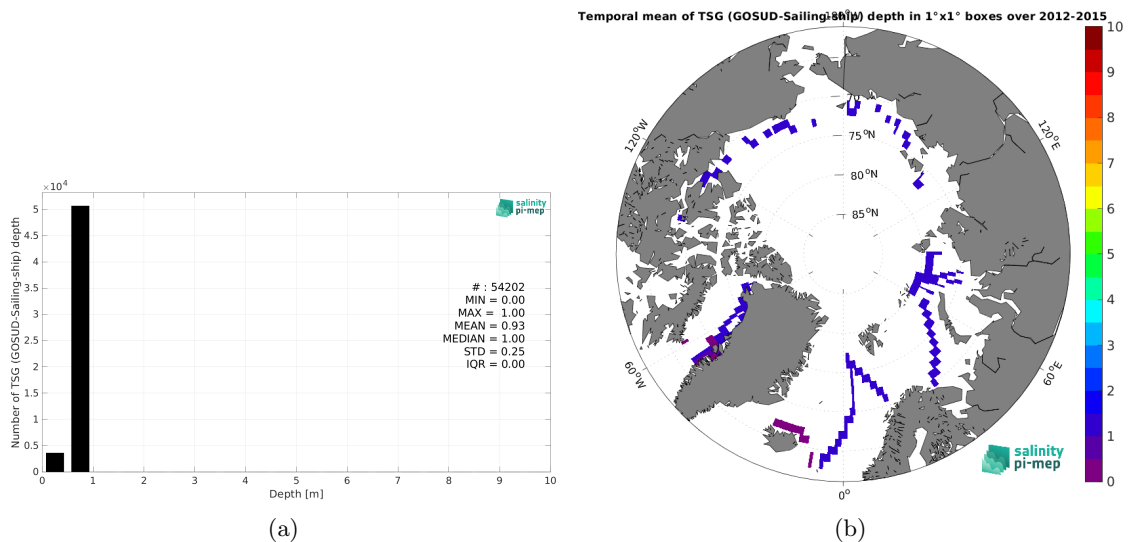 ×10⁴
5
4.5
4
3.5
3
2.5
2
1.5
1
0.5
0
Number of TSG (GOSUD-Sailing-ship) depth
salinity
pi-mep
# : 54202
MIN = 0.00
MAX = 1.00
MEAN = 0.93
MEDIAN = 1.00
STD = 0.25
IQR = 0.00
0 1 2 3 4 5 6 7 8 9 10
Depth [m]
(a)
Temporal mean of TSG (GOSUD-Sailing-ship) depth in 1°x1° boxes over 2012-2015
75°N
80°N
85°N
120°W
120°E
60°W
60°E
0°
10
9
8
7
6
5
4
3
2
1
0
salinity
pi-mep
(b)